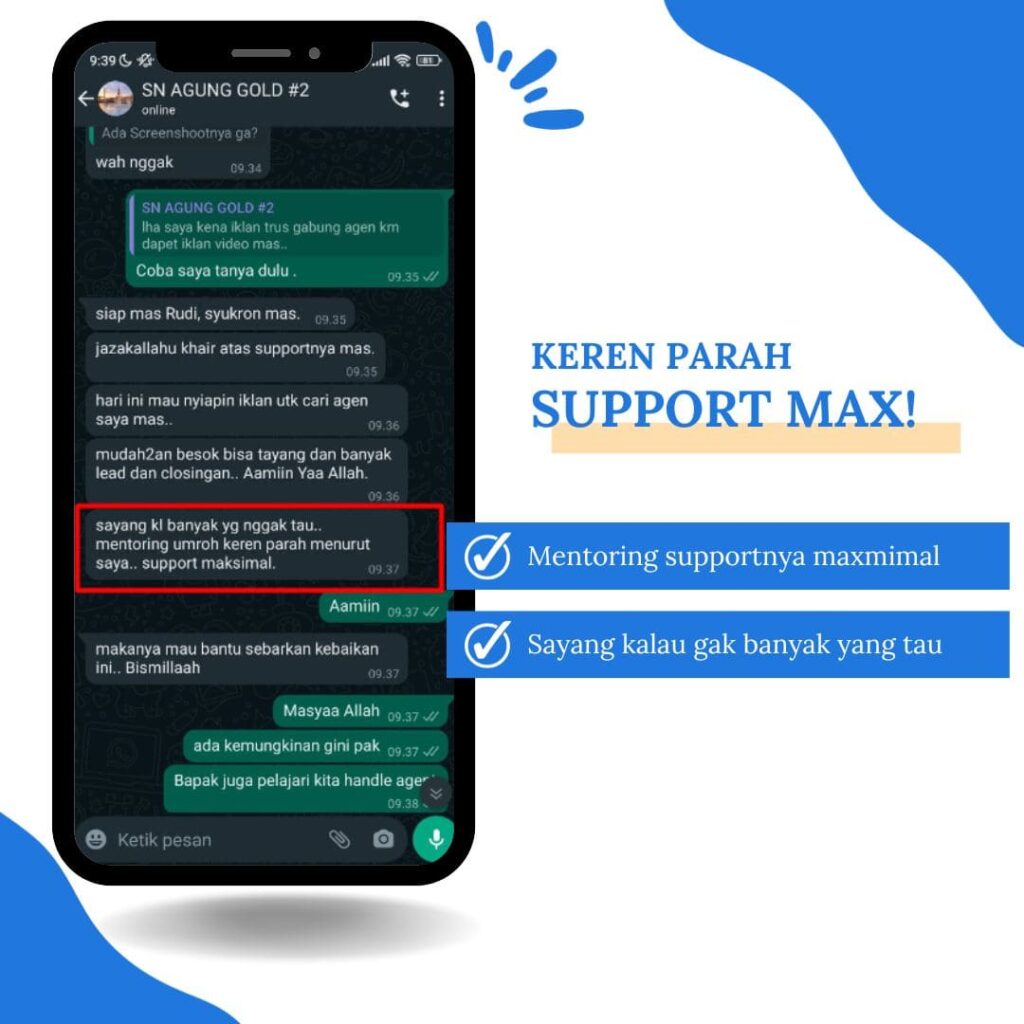 9:39
81
SN AGUNG GOLD #2
online
Ada Screenshootnya ga?
wah nggak
09.34
SN AGUNG GOLD #2
lha saya kena iklan trus gabung agen km
dapet iklan video mas..
Coba saya tanya dulu .
09.35
siap mas Rudi, syukron mas.
09.35
jazakallahu khair atas supportnya mas.
09.35
hari ini mau nyiapin iklan utk cari agen
saya mas..
09.36
mudah2an besok bisa tayang dan banyak
lead dan closingan.. Aamiin Yaa Allah.
09.36
sayang kl banyak yg nggak tau..
mentoring umroh keren parah menurut
saya.. support maksimal.
09.37
Aamiin
09.37
makanya mau bantu sebarkan kebaikan
ini.. Bismillaah
09.37
Masyaa Allah
09.37
ada kemungkinan gini pak
09.37
Bapak juga pelajari kita handle agen
09.38
Ketik pesan
KEREN PARAH
SUPPORT MAX!
Mentoring supportnya maxmimal
Sayang kalau gak banyak yang tau